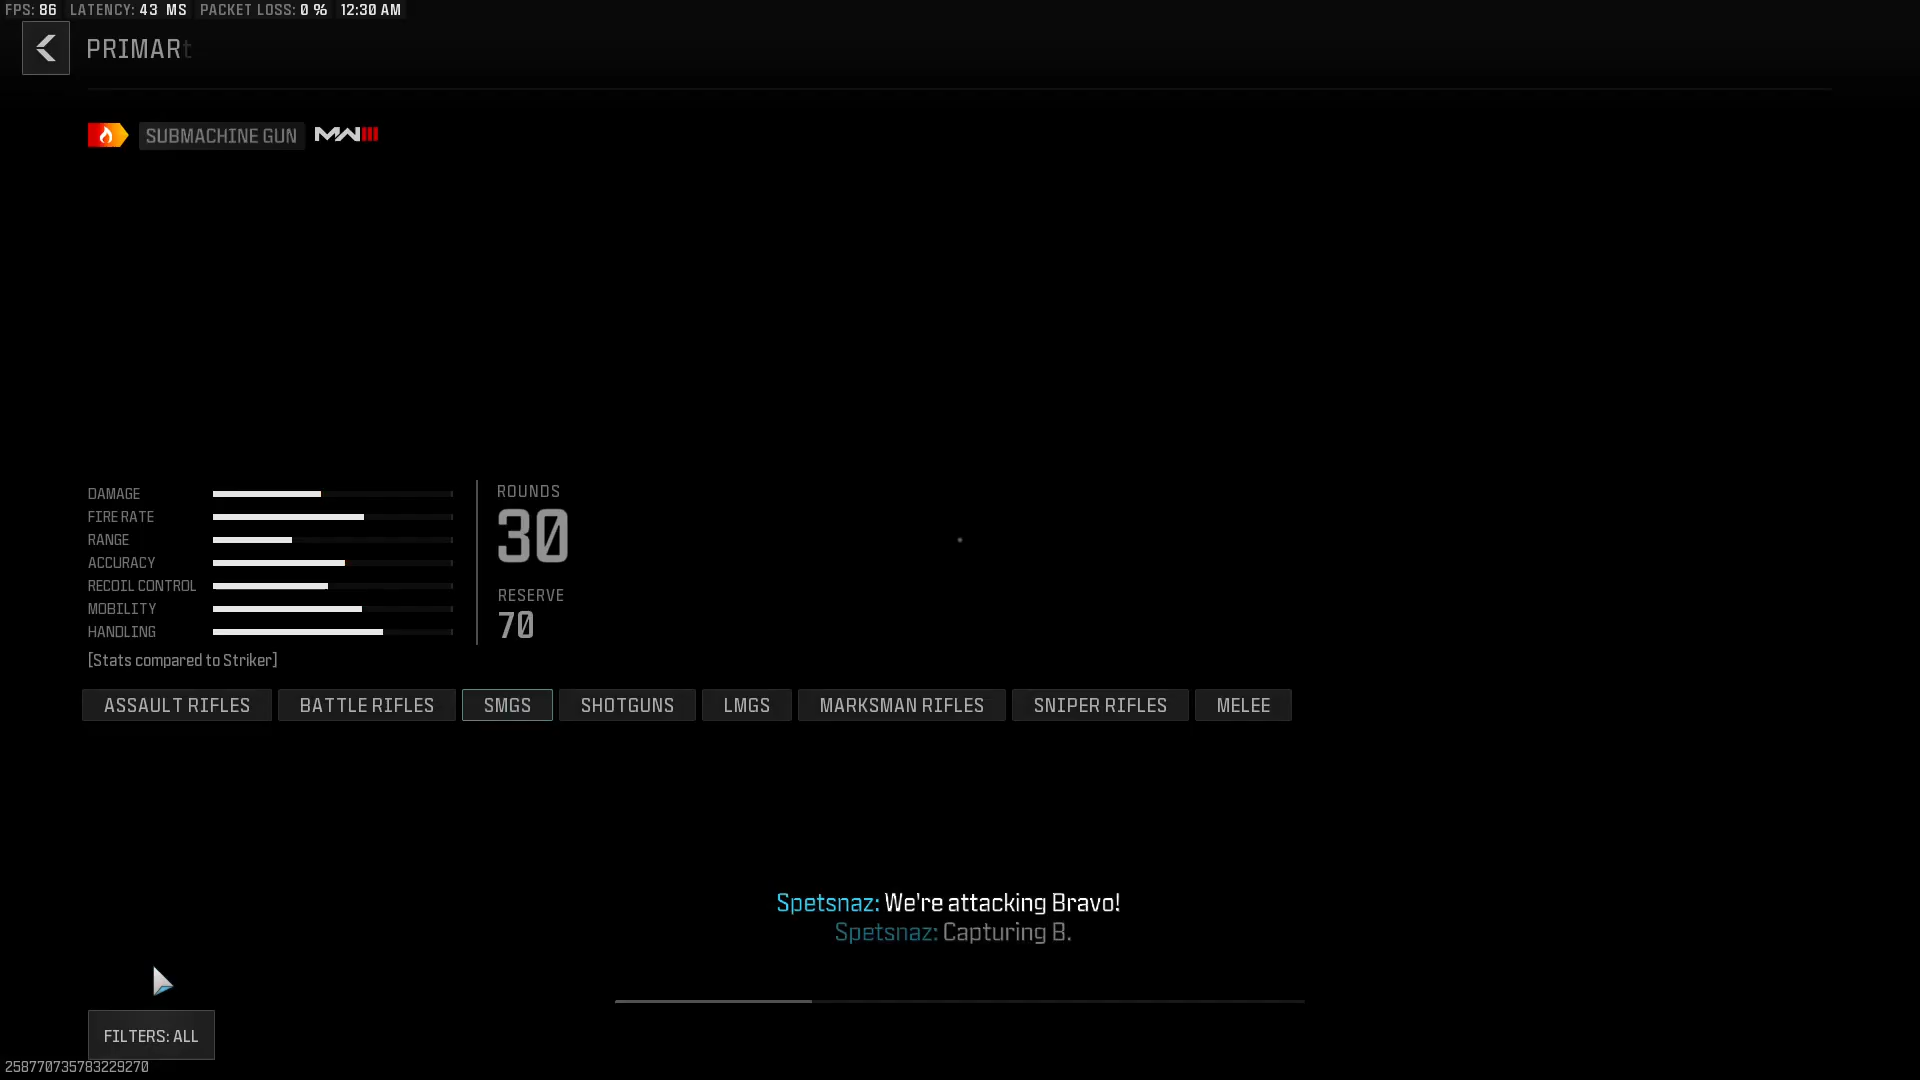 FPS: 86 LATENCY: 43 MS PACKET LOSS: 0 % 12:30 AM
PRIMARt
SUBMACHINE GUN MWIII
DAMAGE
FIRE RATE
RANGE
ACCURACY
RECOIL CONTROL
MOBILITY
HANDLING
[Stats compared to Striker]
ROUNDS
30
RESERVE
70
ASSAULT RIFLES BATTLE RIFLES SMGS SHOTGUNS LMGS MARKSMAN RIFLES SNIPER RIFLES MELEE
Spetsnaz: We're attacking Bravo!
Spetsnaz: Capturing B.
FILTERS: ALL
258770735783229270